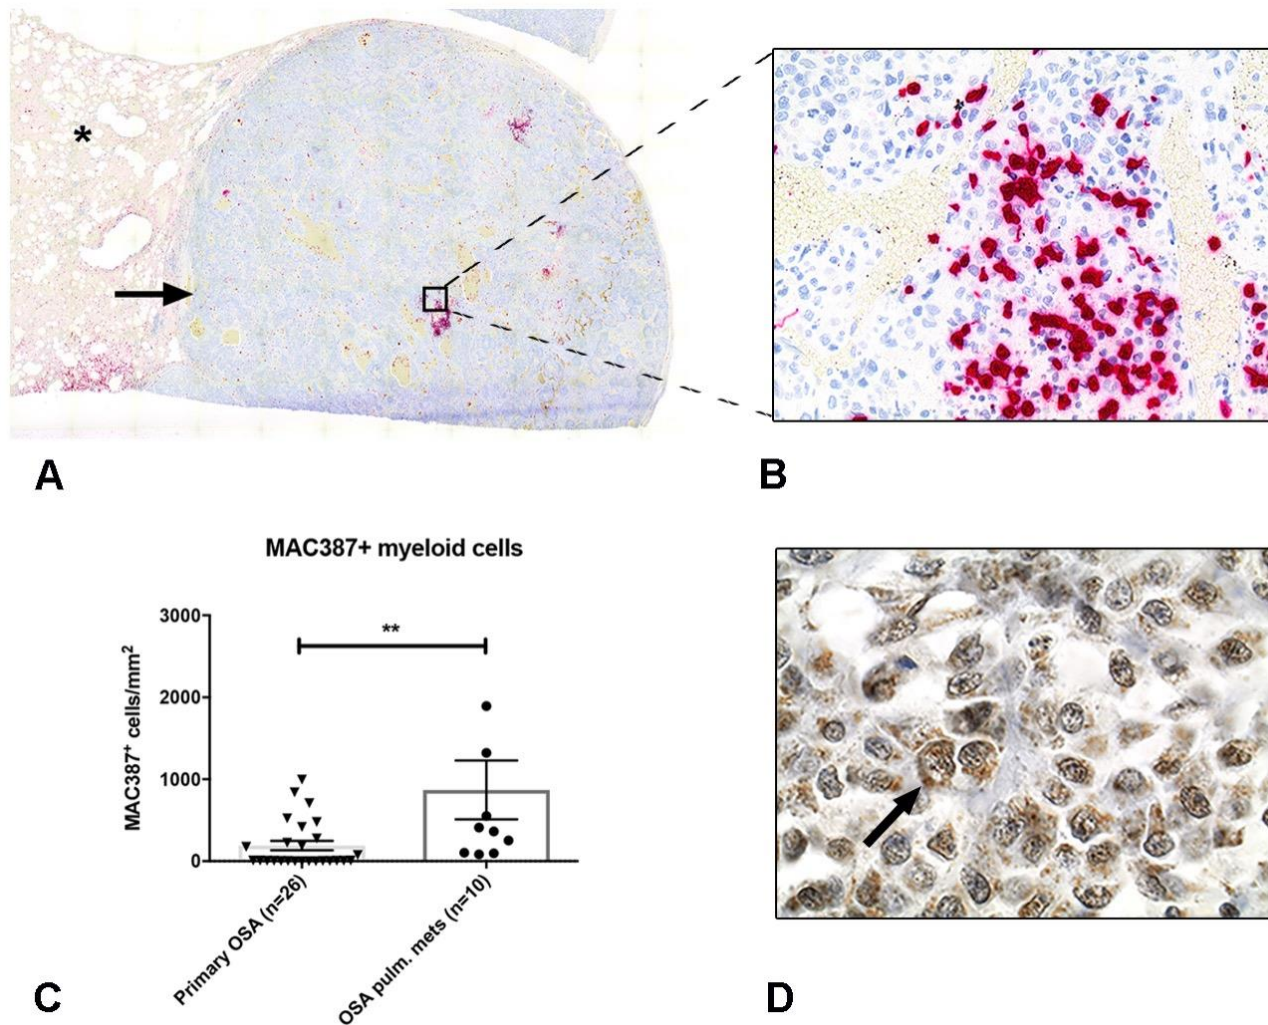 *
A
B
MAC387+ myeloid cells
MAC387⁺ cells/mm²
3000
2000
1000
0
**
Primary OSA (n=26)
OSA pulm. mets (n=10)
C
D